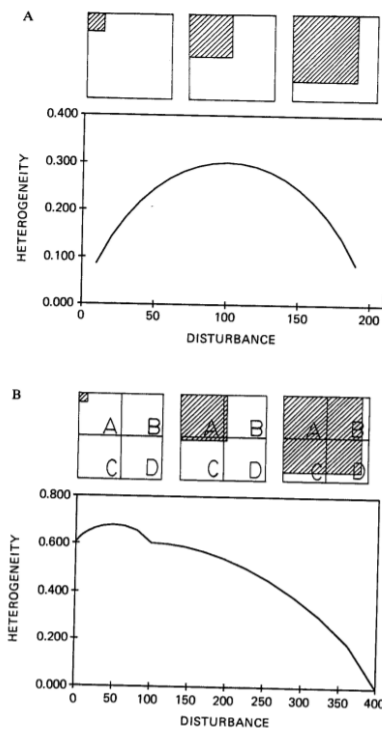 A
0.400
0.300
0.200
0.100
0.000
HETEROGENEITY
0 50 100 150 200
DISTURBANCE
B
A B
C D
A B
C D
A B
C D
0.800
0.600
0.400
0.200
0.000
HETEROGENEITY
0 50 100 150 200 250 300 350 400
DISTURBANCE